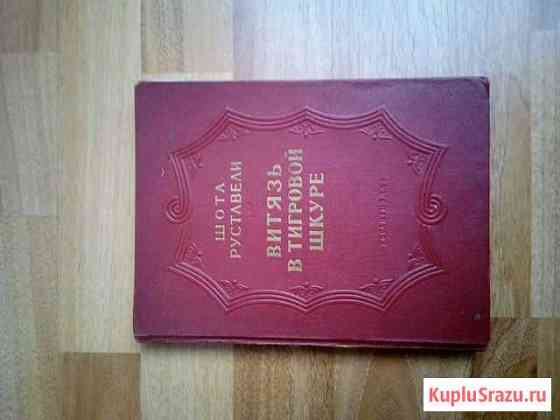 ШОТА
РУСТАВЕЛИ
ВИТЯЗЬ
В ТИГРОВОЙ
ШКУРЕ
KupluSrazu.ru